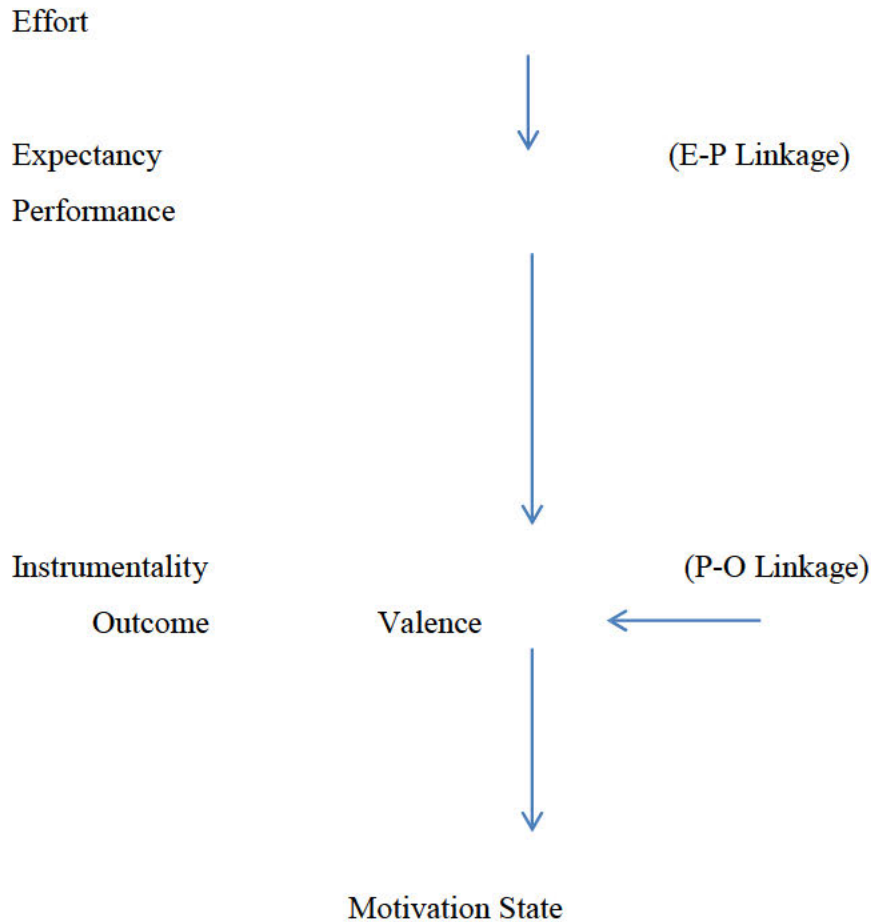 Effort
Expectancy (E-P Linkage)
Performance
Instrumentality (P-O Linkage)
Outcome Valence
Motivation State